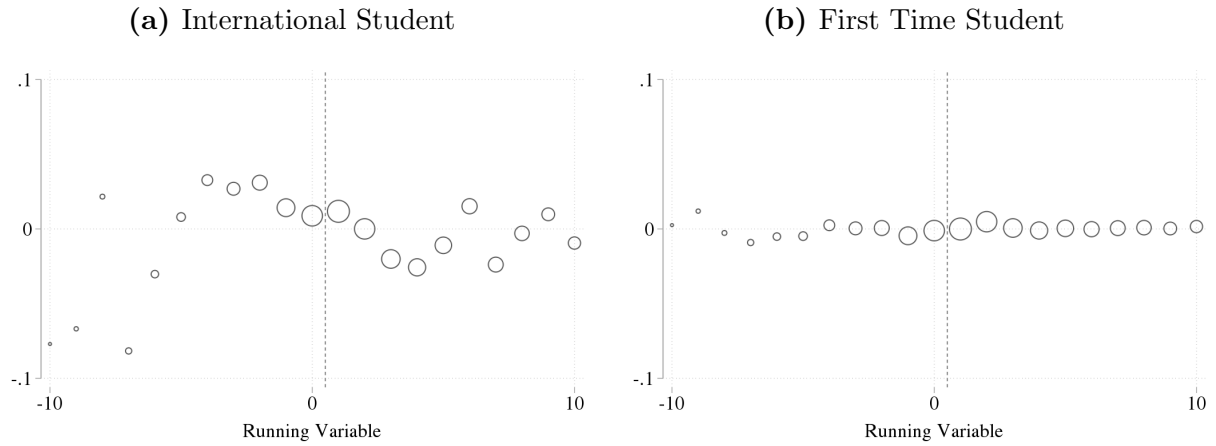 (a) International Student
.1
0
-.1
-10 0 10
Running Variable
(b) First Time Student
.1
0
-.1
-10 0 10
Running Variable